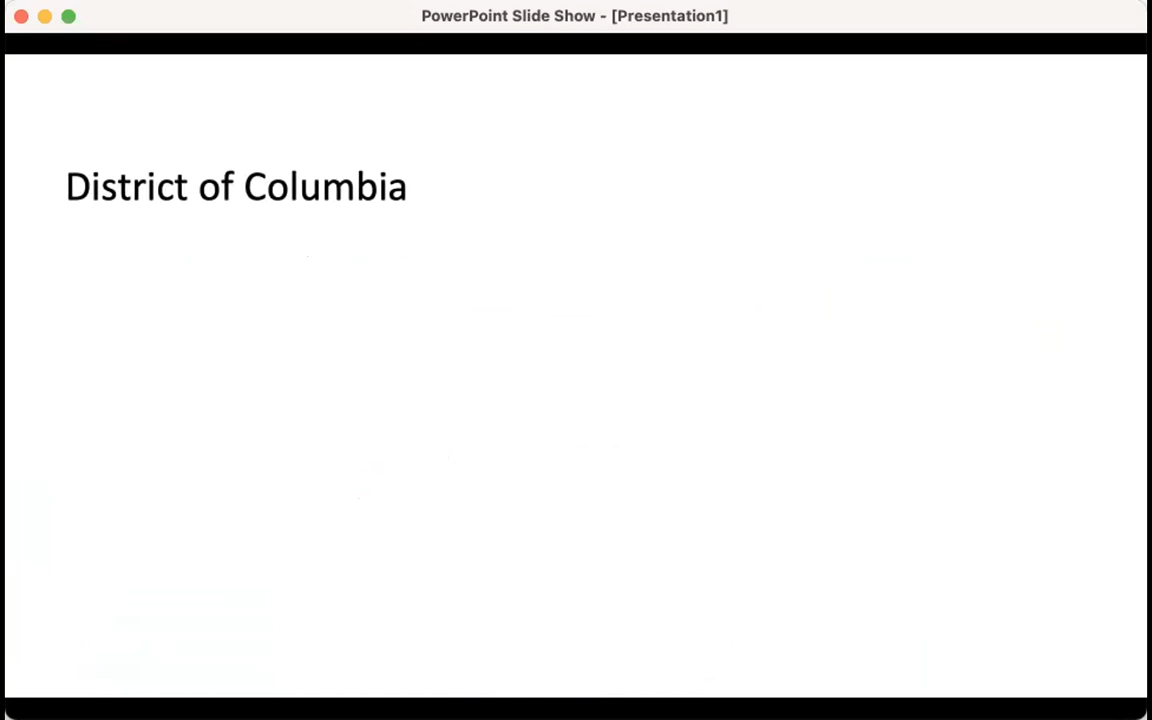 PowerPoint Slide Show - [Presentation1]
District of Columbia